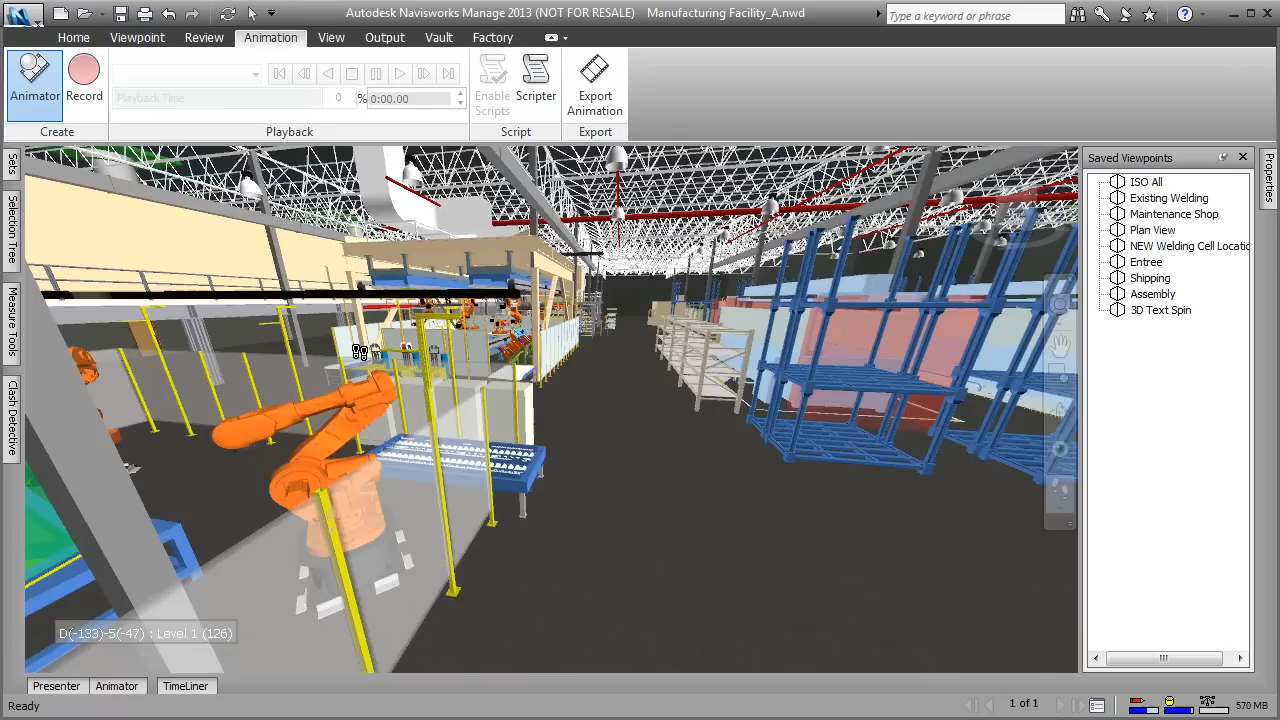 Autodesk Navisworks Manage 2013 (NOT FOR RESALE) Manufacturing Facility_A.nwd
Type a keyword or phrase
Home Viewpoint Review Animation View Output Vault Factory
Animator
Record
Create
Playback Time
0 %
0:00.00
Playback
Enable Scripts
Scripter
Script
Export Animation
Export
Sets
Selection Tree
Measure Tools
Clash Detective
Saved Viewpoints
ISO All
Existing Welding
Maintenance Shop
Plan View
NEW Welding Cell Locatic
Entree
Shipping
Assembly
3D Text Spin
Properties
D(-133)-5(-47) : Level 1 (126)
Presenter Animator TimeLiner
Ready
1 of 1
570 MB